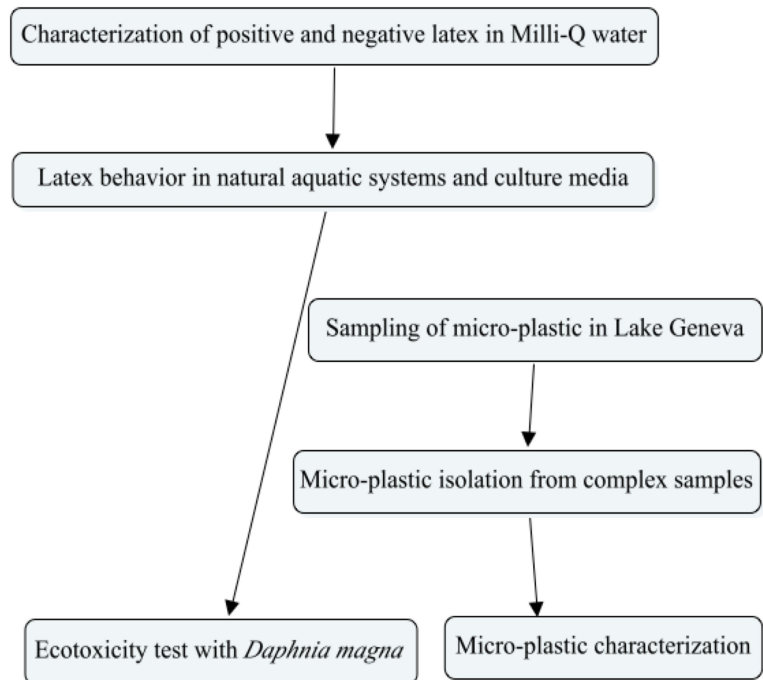 Characterization of positive and negative latex in Milli-Q water
Latex behavior in natural aquatic systems and culture media
Sampling of micro-plastic in Lake Geneva
Micro-plastic isolation from complex samples
Ecotoxicity test with Daphnia magna
Micro-plastic characterization